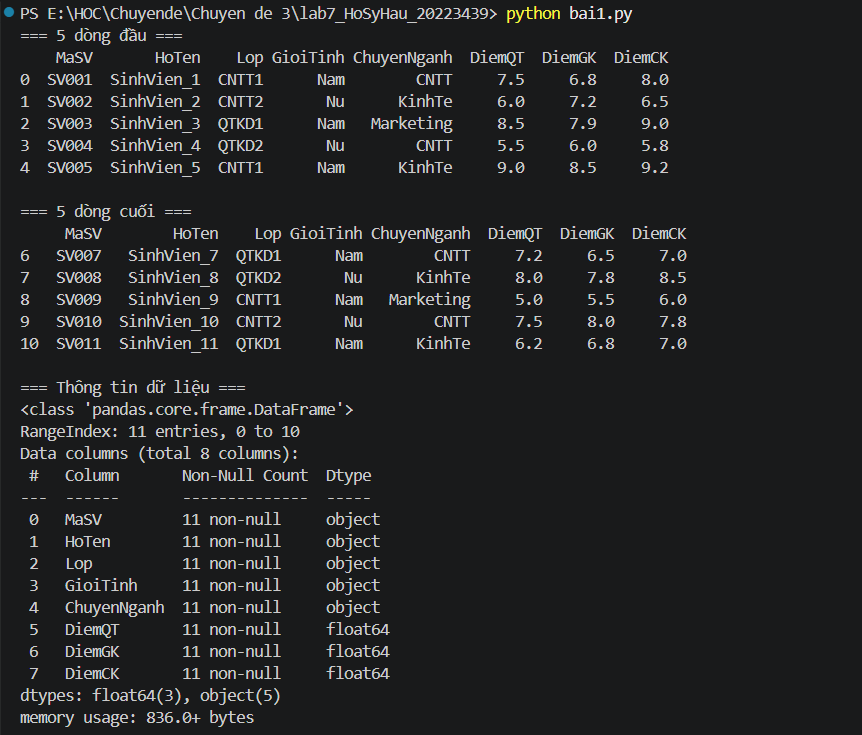 PS E:\HOC\Chuyende\Chuyen de 3\lab7_HoSyHau_20223439> python bai1.py
=== 5 dòng đầu ===
    MaSV        HoTen    Lop GioiTinh ChuyenNganh  DiemQT  DiemGK  DiemCK
0  SV001  SinhVien_1  CNTT1      Nam        CNTT     7.5     6.8     8.0
1  SV002  SinhVien_2  CNTT2       Nu      KinhTe     6.0     7.2     6.5
2  SV003  SinhVien_3  QTKD1      Nam   Marketing     8.5     7.9     9.0
3  SV004  SinhVien_4  QTKD2       Nu        CNTT     5.5     6.0     5.8
4  SV005  SinhVien_5  CNTT1      Nam      KinhTe     9.0     8.5     9.2

=== 5 dòng cuối ===
     MaSV        HoTen    Lop GioiTinh ChuyenNganh  DiemQT  DiemGK  DiemCK
6   SV007   SinhVien_7  QTKD1      Nam        CNTT     7.2     6.5     7.0
7   SV008   SinhVien_8  QTKD2       Nu      KinhTe     8.0     7.8     8.5
8   SV009   SinhVien_9  CNTT1      Nam   Marketing     5.0     5.5     6.0
9   SV010  SinhVien_10  CNTT2       Nu        CNTT     7.5     8.0     7.8
10  SV011  SinhVien_11  QTKD1      Nam      KinhTe     6.2     6.8     7.0

=== Thông tin dữ liệu ===
<class 'pandas.core.frame.DataFrame'>
RangeIndex: 11 entries, 0 to 10
Data columns (total 8 columns):
 #   Column       Non-Null Count  Dtype
---  ------       --------------  -----
 0   MaSV         11 non-null     object
 1   HoTen        11 non-null     object
 2   Lop          11 non-null     object
 3   GioiTinh     11 non-null     object
 4   ChuyenNganh  11 non-null     object
 5   DiemQT       11 non-null     float64
 6   DiemGK       11 non-null     float64
 7   DiemCK       11 non-null     float64
dtypes: float64(3), object(5)
memory usage: 836.0+ bytes